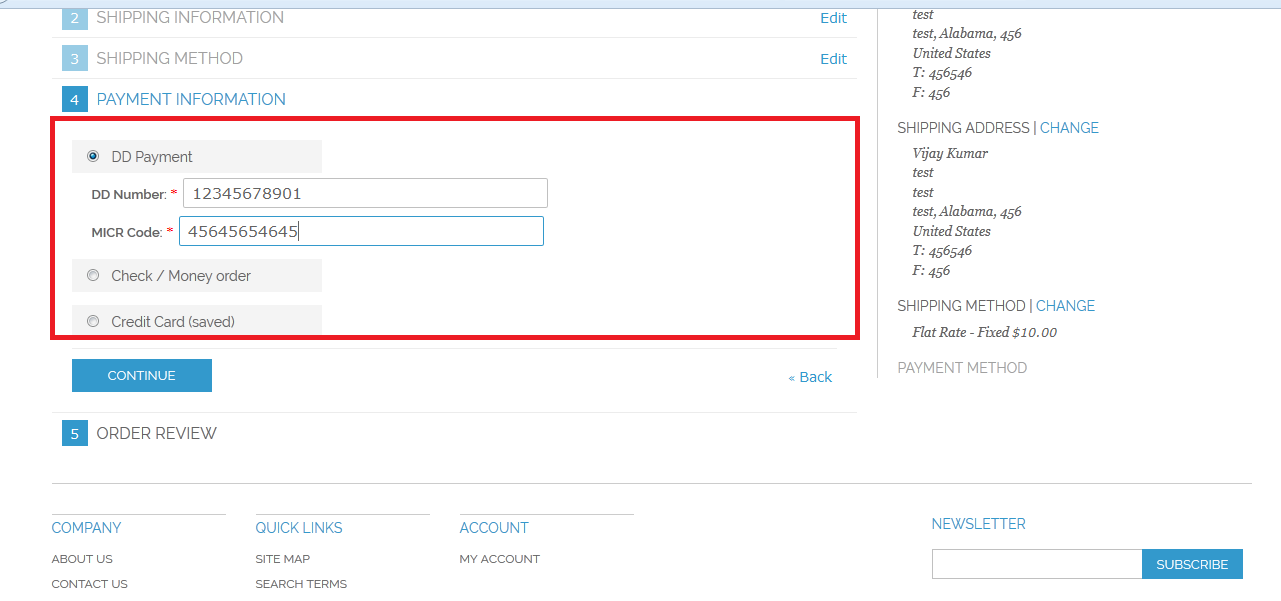 2 SHIPPING INFORMATION Edit
3 SHIPPING METHOD Edit
4 PAYMENT INFORMATION
DD Payment
DD Number: * 12345678901
MICR Code: * 45645654645
Check / Money order
Credit Card (saved)
CONTINUE « Back
5 ORDER REVIEW
test
test, Alabama, 456
United States
T: 456546
F: 456
SHIPPING ADDRESS | CHANGE
Vijay Kumar
test
test
test, Alabama, 456
United States
T: 456546
F: 456
SHIPPING METHOD | CHANGE
Flat Rate - Fixed $10.00
PAYMENT METHOD
COMPANY
ABOUT US
CONTACT US
QUICK LINKS
SITE MAP
SEARCH TERMS
ACCOUNT
MY ACCOUNT
NEWSLETTER
SUBSCRIBE